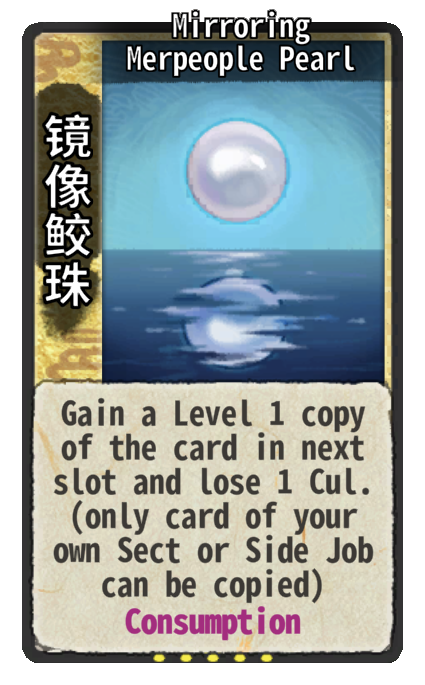 Mirroring
Merpeople Pearl
镜像鲛珠
Gain a Level 1 copy
of the card in next
slot and lose 1 Cul.
(only card of your
own Sect or Side Job
can be copied)
Consumption